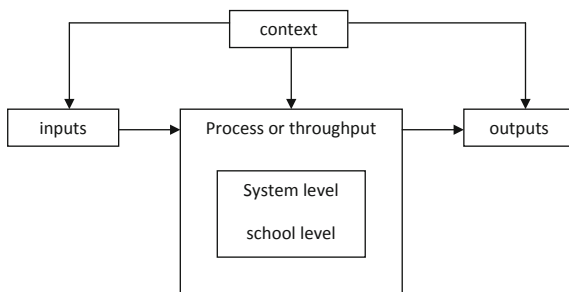 context
inputs
Process or throughput
outputs
System level
school level